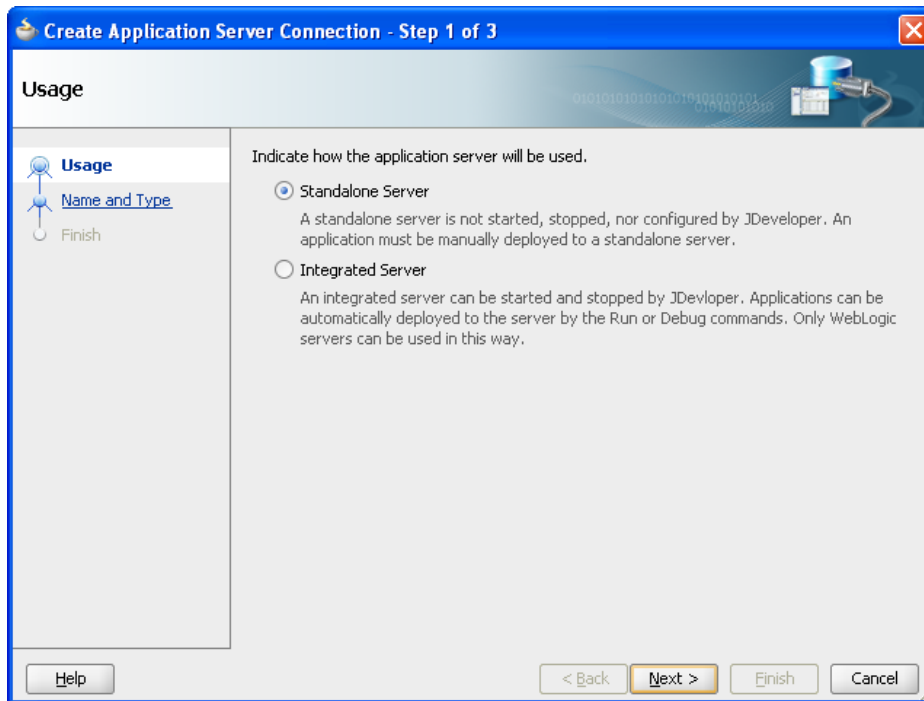 Create Application Server Connection - Step 1 of 3
Usage
Usage
Name and Type
Finish
Indicate how the application server will be used.
Standalone Server
A standalone server is not started, stopped, nor configured by JDeveloper. An
application must be manually deployed to a standalone server.
Integrated Server
An integrated server can be started and stopped by JDevloper. Applications can be
automatically deployed to the server by the Run or Debug commands. Only WebLogic
servers can be used in this way.
Help
< Back
Next >
Finish
Cancel